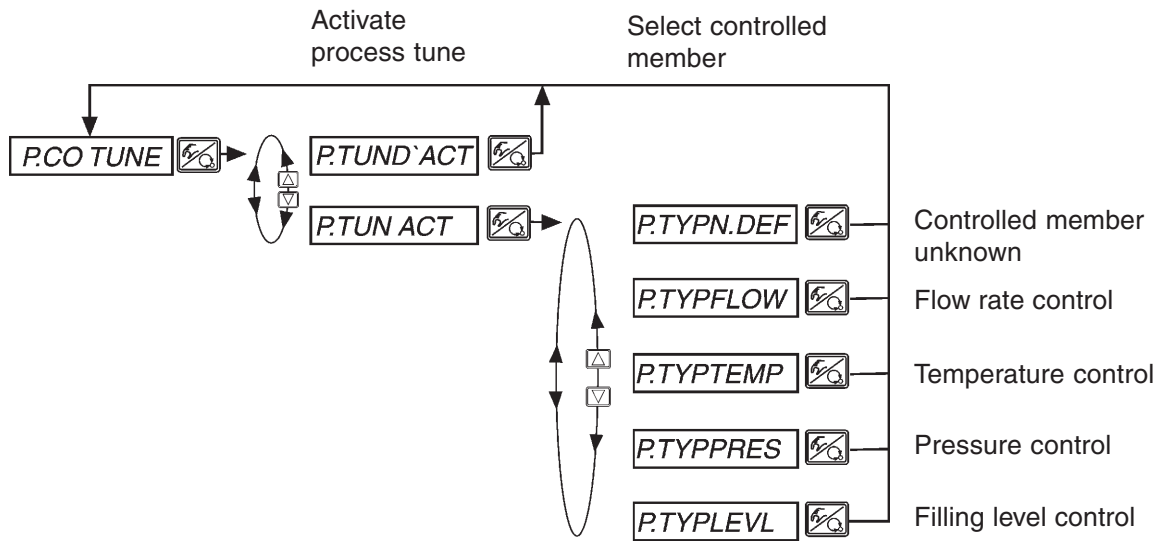 Activate
process tune
Select controlled
member
P.CO TUNE
P.TUND`ACT
P.TUN ACT
P.TYPN.DEF
Controlled member
unknown
P.TYPFLOW
Flow rate control
P.TYPTEMP
Temperature control
P.TYPPRES
Pressure control
P.TYPLEVL
Filling level control